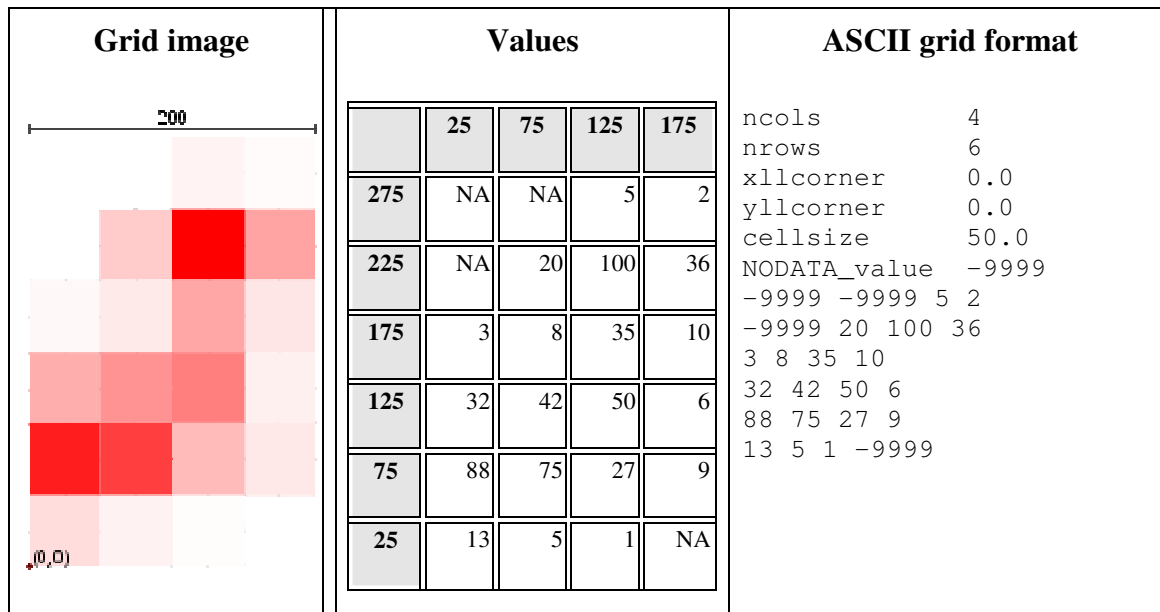 Grid image
Values
ASCII grid format
200
(0,0)
25 75 125 175
275 NA NA 5 2
225 NA 20 100 36
175 3 8 35 10
125 32 42 50 6
75 88 75 27 9
25 13 5 1 NA
ncols 4
nrows 6
xllcorner 0.0
yllcorner 0.0
cellsize 50.0
NODATA_value -9999
-9999 -9999 5 2
-9999 20 100 36
3 8 35 10
32 42 50 6
88 75 27 9
13 5 1 -9999